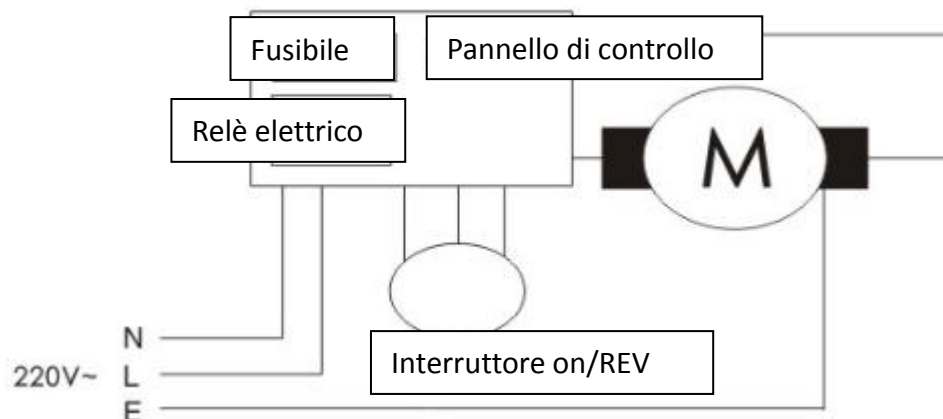 Fusibile
Pannello di controllo
Relè elettrico
M
Interruttore on/REV
N
220V~ L
E